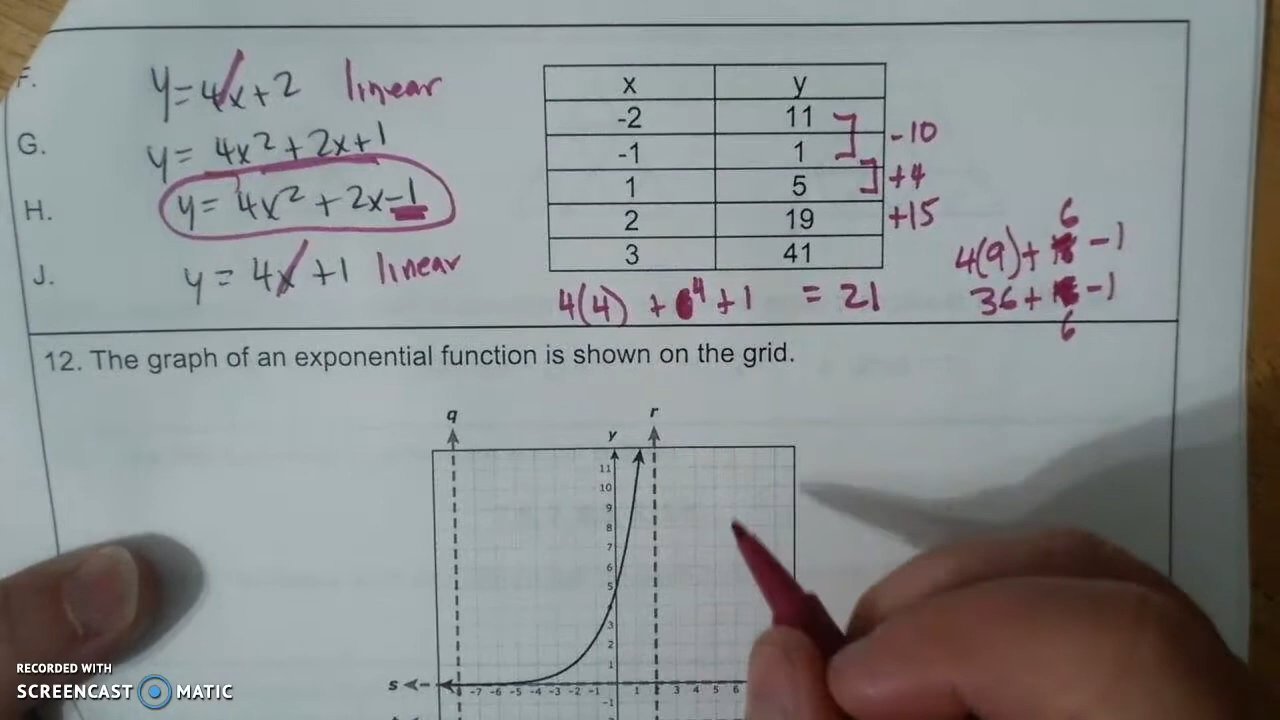 F. y=4x+2 linear
G. y= 4x²+2x+1
H. y= 4x²+2x-1
J. y=4x+1 linear
x y
-2 11
-1 1
1 5
2 19
3 41
-10
+4
+15
4(4) + 4 +1 = 21
6
4(9)+ -1
36+ -1
6
12. The graph of an exponential function is shown on the grid.
q r
y
11
10
9
8
7
6
5
3
2
1
s -7 -6 -5 -4 -3 -2 -1 1 2 3 4 5 6
-1
RECORDED WITH
SCREENCAST MATIC